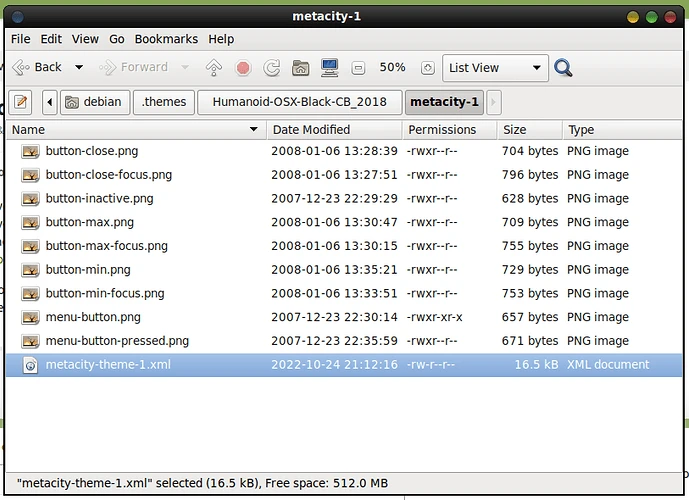 metacity-1
File Edit View Go Bookmarks Help
Back Forward 50% List View
debian .themes Humanoid-OSX-Black-CB_2018 metacity-1
Name Date Modified Permissions Size Type
button-close.png 2008-01-06 13:28:39 -rwxr--r-- 704 bytes PNG image
button-close-focus.png 2008-01-06 13:27:51 -rwxr--r-- 796 bytes PNG image
button-inactive.png 2007-12-23 22:29:29 -rwxr--r-- 628 bytes PNG image
button-max.png 2008-01-06 13:30:47 -rwxr--r-- 709 bytes PNG image
button-max-focus.png 2008-01-06 13:30:15 -rwxr--r-- 755 bytes PNG image
button-min.png 2008-01-06 13:35:21 -rwxr--r-- 729 bytes PNG image
button-min-focus.png 2008-01-06 13:33:51 -rwxr--r-- 753 bytes PNG image
menu-button.png 2007-12-23 22:30:14 -rwxr-xr-x 657 bytes PNG image
menu-button-pressed.png 2007-12-23 22:35:59 -rwxr--r-- 671 bytes PNG image
metacity-theme-1.xml 2022-10-24 21:12:16 -rw-r--r-- 16.5 kB XML document
"metacity-theme-1.xml" selected (16.5 kB), Free space: 512.0 MB